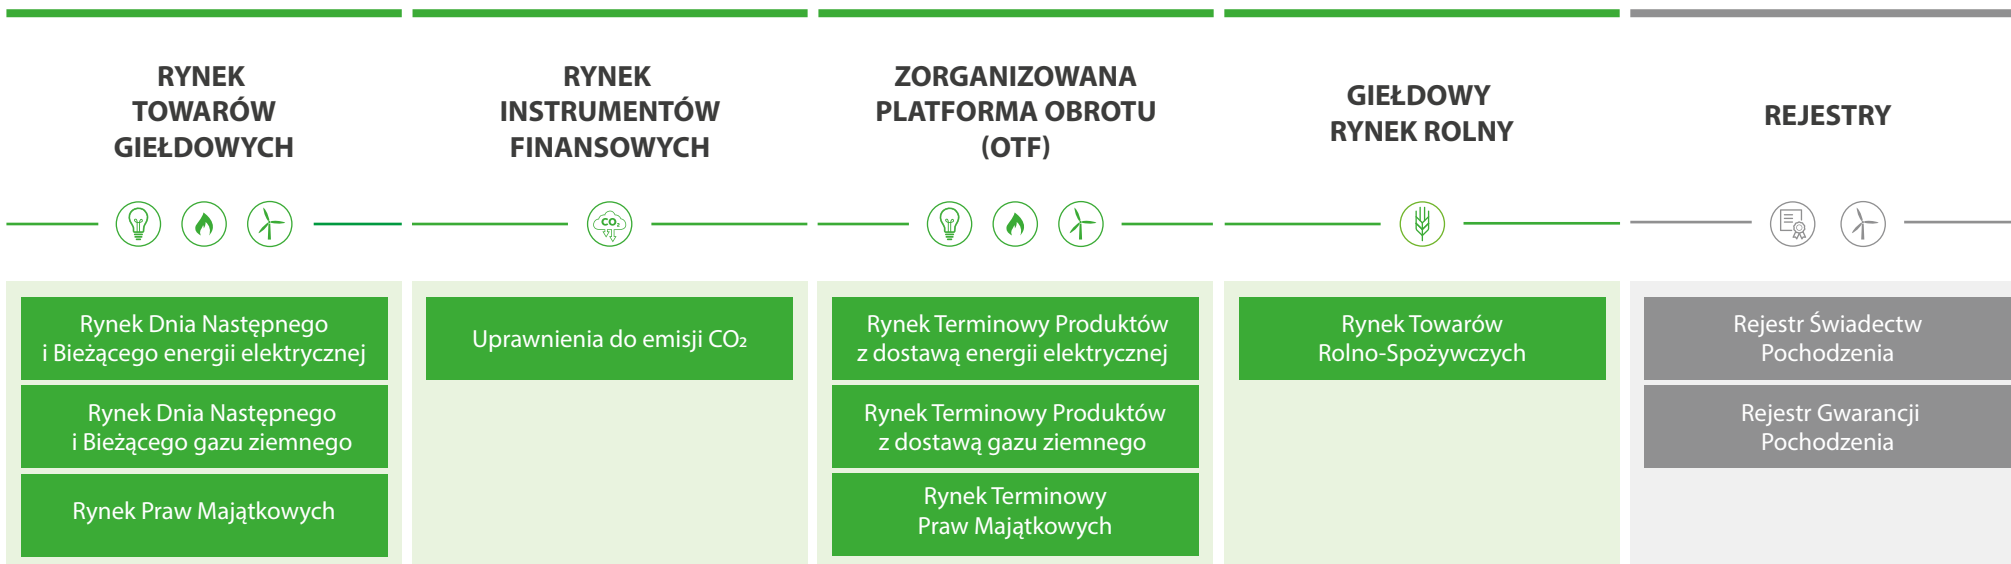 RYNEK
TOWARÓW
GIEŁDOWYCH
RYNEK
INSTRUMENTÓW
FINANSOWYCH
ZORGANIZOWANA
PLATFORMA OBROTU
(OTF)
GIEŁDOWY
RYNEK ROLNY
REJESTRY
CO₂
Rynek Dnia Następnego
i Bieżącego energii elektrycznej
Rynek Dnia Następnego
i Bieżącego gazu ziemnego
Rynek Praw Majątkowych
Uprawnienia do emisji CO₂
Rynek Terminowy Produktów
z dostawą energii elektrycznej
Rynek Terminowy Produktów
z dostawą gazu ziemnego
Rynek Terminowy
Praw Majątkowych
Rynek Towarów
Rolno-Spożywczych
Rejestr Świadectw
Pochodzenia
Rejestr Gwarancji
Pochodzenia